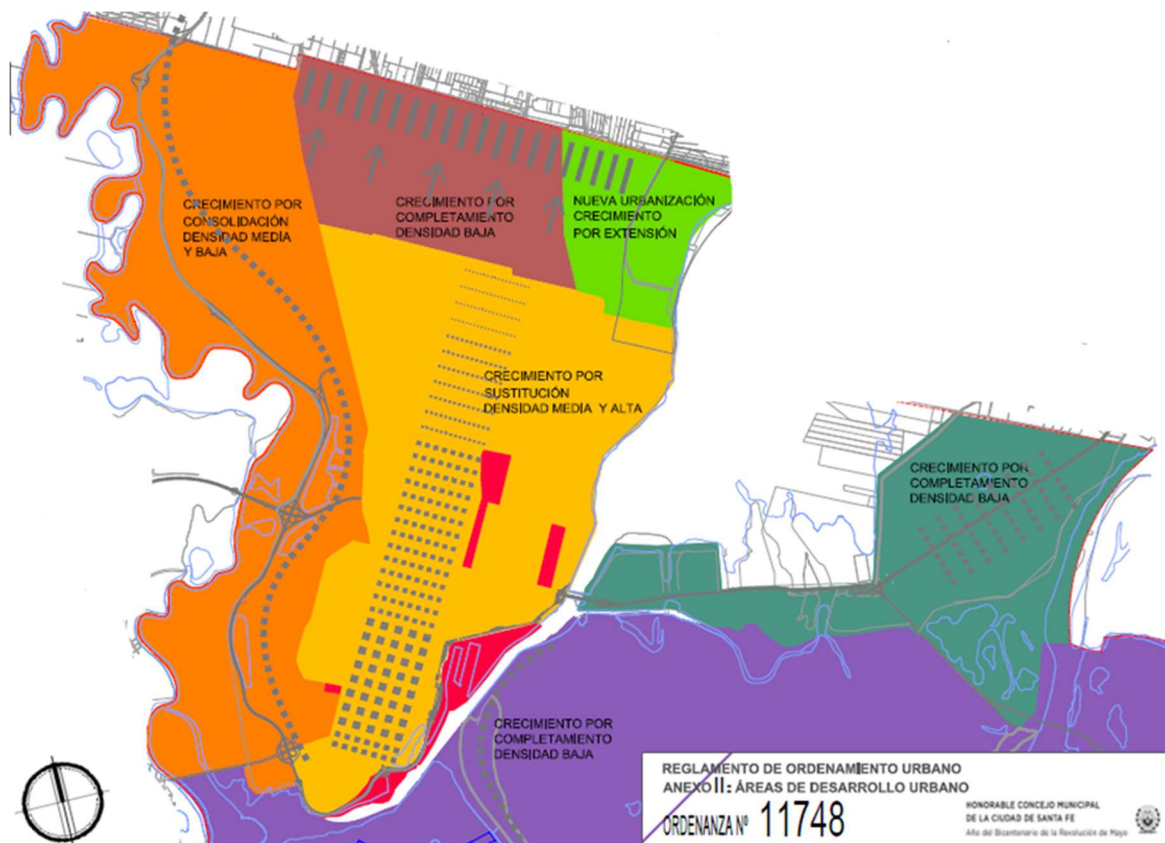 CRECIMIENTO POR
CONSOLIDACIÓN
DENSIDAD MEDIA
Y BAJA
CRECIMIENTO POR
COMPLETAMIENTO
DENSIDAD BAJA
NUEVA URBANIZACIÓN
CRECIMIENTO
POR EXTENSIÓN
CRECIMIENTO POR
SUSTITUCIÓN
DENSIDAD MEDIA Y ALTA
CRECIMIENTO POR
COMPLETAMIENTO
DENSIDAD BAJA
CRECIMIENTO POR
COMPLETAMIENTO
DENSIDAD BAJA
REGLAMENTO DE ORDENAMIENTO URBANO
ANEXO II: ÁREAS DE DESARROLLO URBANO
ORDENANZA Nº 11748
HONORABLE CONCEJO MUNICIPAL
DE LA CIUDAD DE SANTA FE
Año del Bicentenario de la Revolución de Mayo